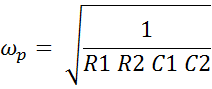 ω_p = √(1 / (R1 R2 C1 C2))